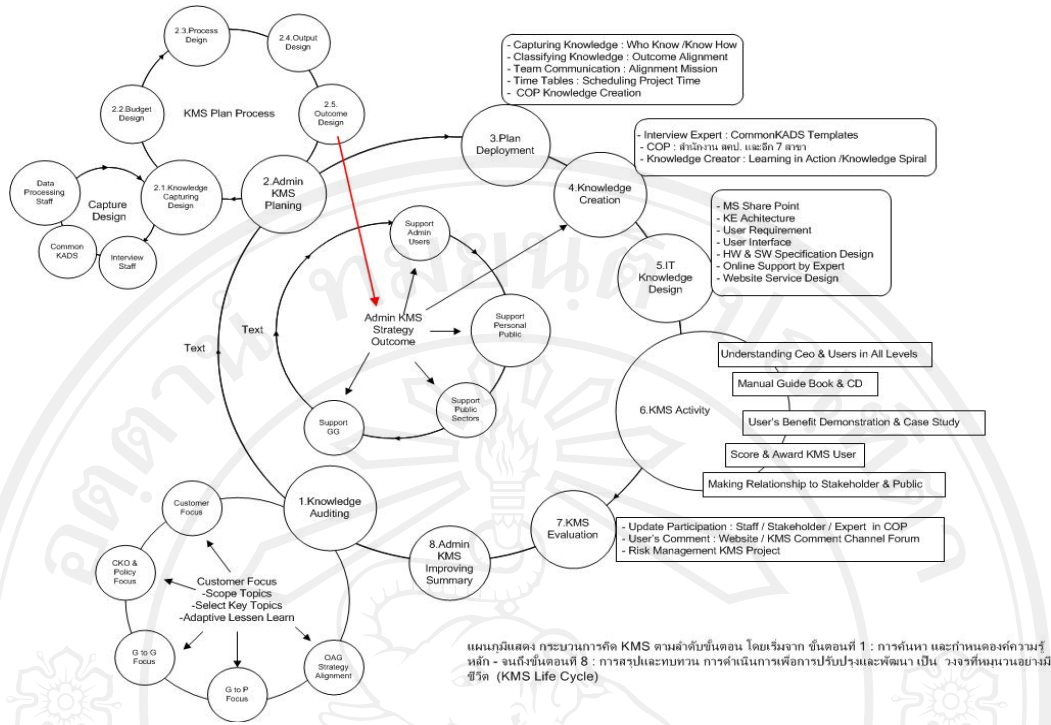 2.3.Process
Deign
2.4.Output
Design
2.2.Budget
Design
KMS Plan Process
2.5.
Outcome
Design
Data
Processing
Staff
Capture
Design
2.1.Knowledge
Capturing
Design
Common
KADS
Interview
Staff
2.Admin
KMS
Planing
- Capturing Knowledge : Who Know /Know How
- Classifying Knowledge : Outcome Alignment
- Team Communication : Alignment Mission
- Time Tables : Scheduling Project Time
- COP Knowledge Creation
3.Plan
Deployment
- Interview Expert : CommonKADS Templates
- COP : สำนักงาน สคป. และอีก 7 สาขา
- Knowledge Creator : Learning in Action /Knowledge Spiral
4.Knowledge
Creation
- MS Share Point
- KE Achitecture
- User Requirement
- User Interface
- HW & SW Specification Design
- Online Support by Expert
- Website Service Design
5.IT
Knowledge
Design
Support
Admin
Users
Text
Text
Admin KMS
Strategy
Outcome
Support
Personal
Public
Support
Public
Sectors
Support
GG
Understanding Ceo & Users in All Levels
Manual Guide Book & CD
6.KMS Activity
User's Benefit Demonstration & Case Study
Score & Award KMS User
Making Relationship to Stakeholder & Public
1.Knowledge
Auditing
Customer
Focus
CKO &
Policy
Focus
Customer Focus
-Scope Topics
-Select Key Topics
-Adaptive Lessen Learn
G to G
Focus
G to P
Focus
OAG
Strategy
Alignment
8.Admin
KMS
Improving
Summary
7.KMS
Evaluation
- Update Participation : Staff / Stakeholder / Expert in COP
- User's Comment : Website / KMS Comment Channel Forum
- Risk Management KMS Project
แผนภูมิแสดง กระบวนการคิด KMS ตามลำดับขั้นตอน โดยเริ่มจาก ขั้นตอนที่ 1 : การค้นหา และกำหนดองค์ความรู้
หลัก - จนถึงขั้นตอนที่ 8 : การสรุปและทบทวน การดำเนินการเพื่อการปรับปรุงและพัฒนา เป็น วงจรที่หมุนวนอย่างมี
ชีวิต (KMS Life Cycle)